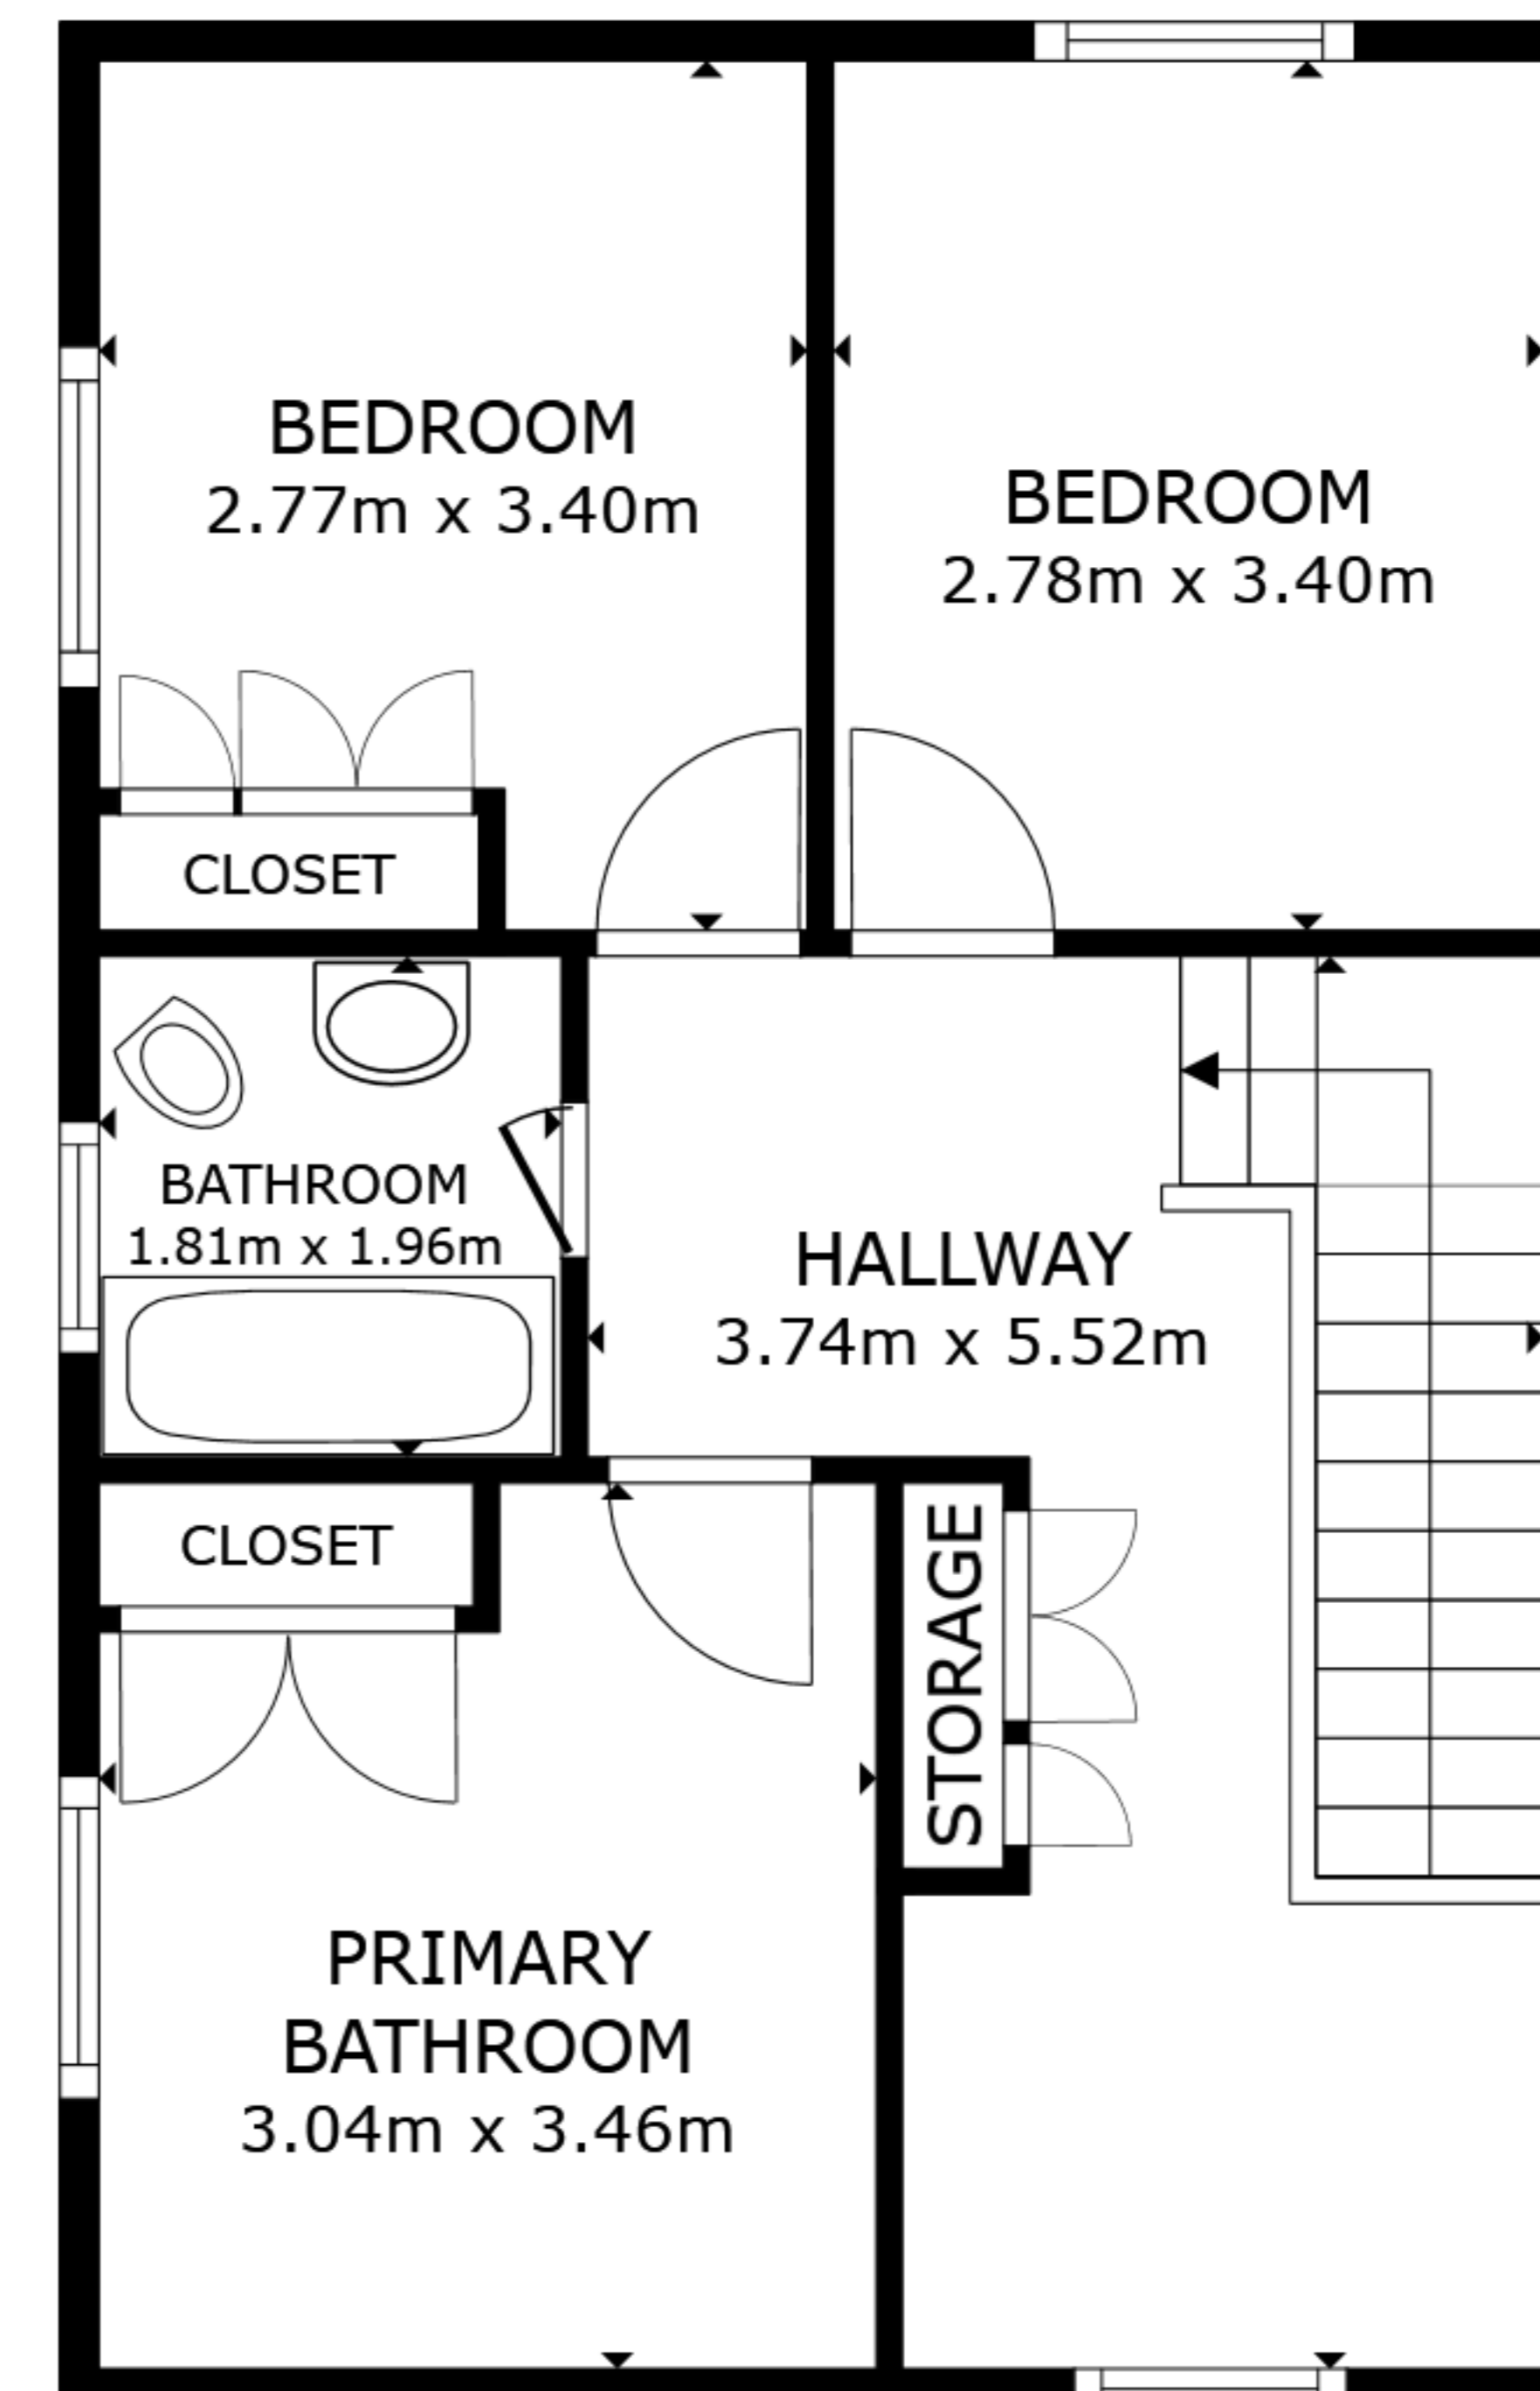 BEDROOM
2.77m x 3.40m
BEDROOM
2.78m x 3.40m
CLOSET
BATHROOM
1.81m x 1.96m
HALLWAY
3.74m x 5.52m
CLOSET
STORAGE
PRIMARY
BATHROOM
3.04m x 3.46m